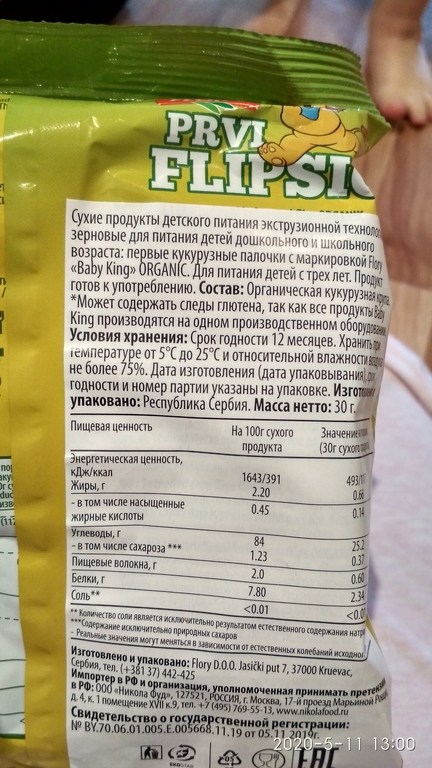 PRVI
FLIPSI
Сухие продукты детского питания экструзионной
зерновые для питания детей дошкольного и школьного
возраста: первые кукурузные палочки с маркировкой Flory
«Baby King» ORGANIC. Для питания детей с трех лет. Продукт
готов к употреблению. Состав: Органическая кукурузная крупа.
*Может содержать следы глютена, так как все продукты Baby
King производятся на одном производственном оборудовании.
Условия хранения: Срок годности 12 месяцев. Хранить при
температуре от 5°C до 25°C и относительной влажности воздуха
не более 75%. Дата изготовления (дата упаковывания), срок
годности и номер партии указаны на упаковке. Изготовлено и
упаковано: Республика Сербия. Масса нетто: 30 г.
Пищевая ценность На 100г сухого
продукта (30г сухого
Энергетическая ценность,
кДж/ккал 1643/391
Жиры, г 2.20 0.66
- в том числе насыщенные
жирные кислоты 0.45 0.14
Углеводы, г 84 25.2
- в том числе сахароза *** 1.23 0.37
Пищевые волокна, г 2.0 0.60
Белки, г 7.80 2.34
Соль** <0.01
** Количество соли является исключительно результатом естественного содержания
***Содержание исключительно природных сахаров
- Реальные значения могут меняться в зависимости от естественных колебаний
Изготовлено и упаковано: Flory D.O.O. Jasički put 7, 37000 Kruevac,
Сербия, тел. (+381 37) 442-425
Импортер в РФ и организация, уполномоченная принимать
в РФ: ООО «Никола Фуд», 127521, РОССИЯ, г. Москва, 17-й проезд Марьиной Рощи
д. 4, к. 1 помещение XVII к.9, тел. +7 (495) 769-55-13, www.nikolafood.ru
Свидетельство о государственной регистрации:
№ BY.70.06.01.005.E.005668.11.19 от 05.11.2019г.
EAC
2020-5-11 13:00